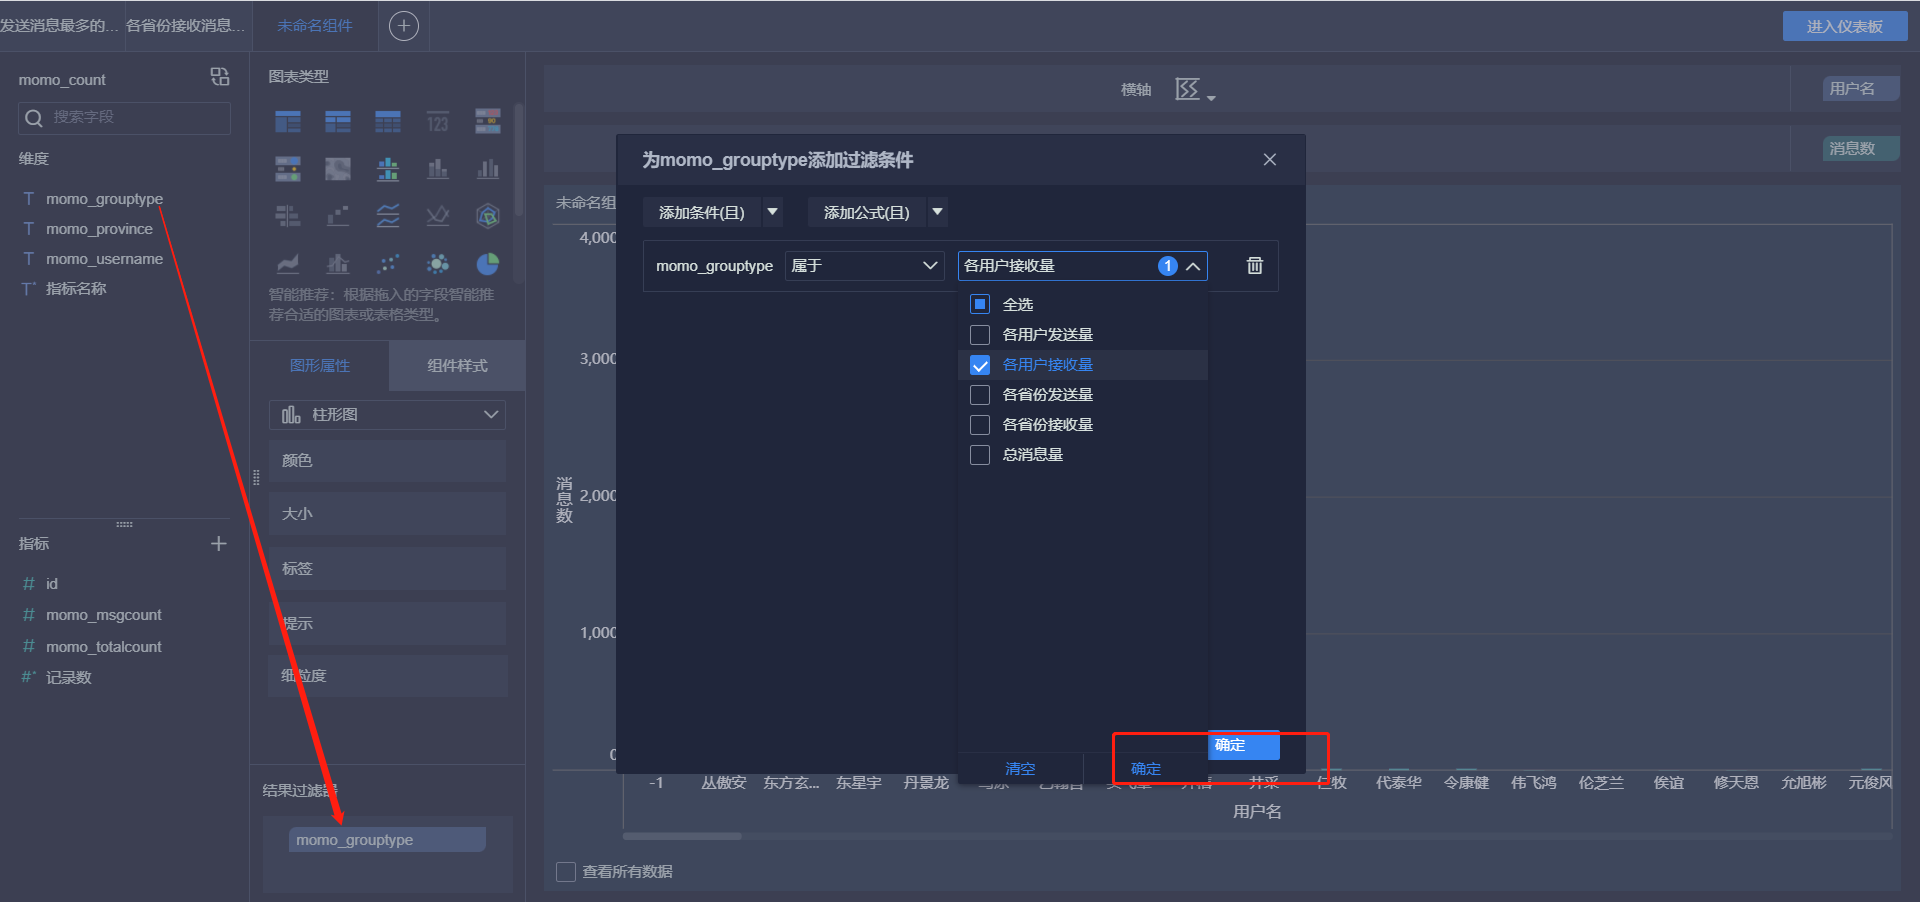 发送消息最多的...
各省份接收消息...
未命名组件
进入仪表板
momo_count
搜索字段
维度
T momo_grouptype
T momo_province
T momo_username
T* 指标名称
指标
# id
# momo_msgcount
# momo_totalcount
#* 记录数
图表类型
123
智能推荐：根据拖入的字段智能推
荐合适的图表或表格类型。
图形属性
组件样式
柱形图
颜色
大小
标签
提示
细粒度
结果过滤器
momo_grouptype
横轴
用户名
消息数
未命名组
4,000
3,000
2,000
1,000
0
消息数
为momo_grouptype添加过滤条件
添加条件(且)
添加公式(且)
momo_grouptype
属于
各用户接收量
1
全选
各用户发送量
各用户接收量
各省份发送量
各省份接收量
总消息量
确定
清空
确定
-1
丛傲安
东方玄...
东星宇
丹景龙
井采
仁牧
代泰华
令康健
伟飞鸿
伦芝兰
俟谊
修天恩
允旭彬
元俊风
用户名
查看所有数据